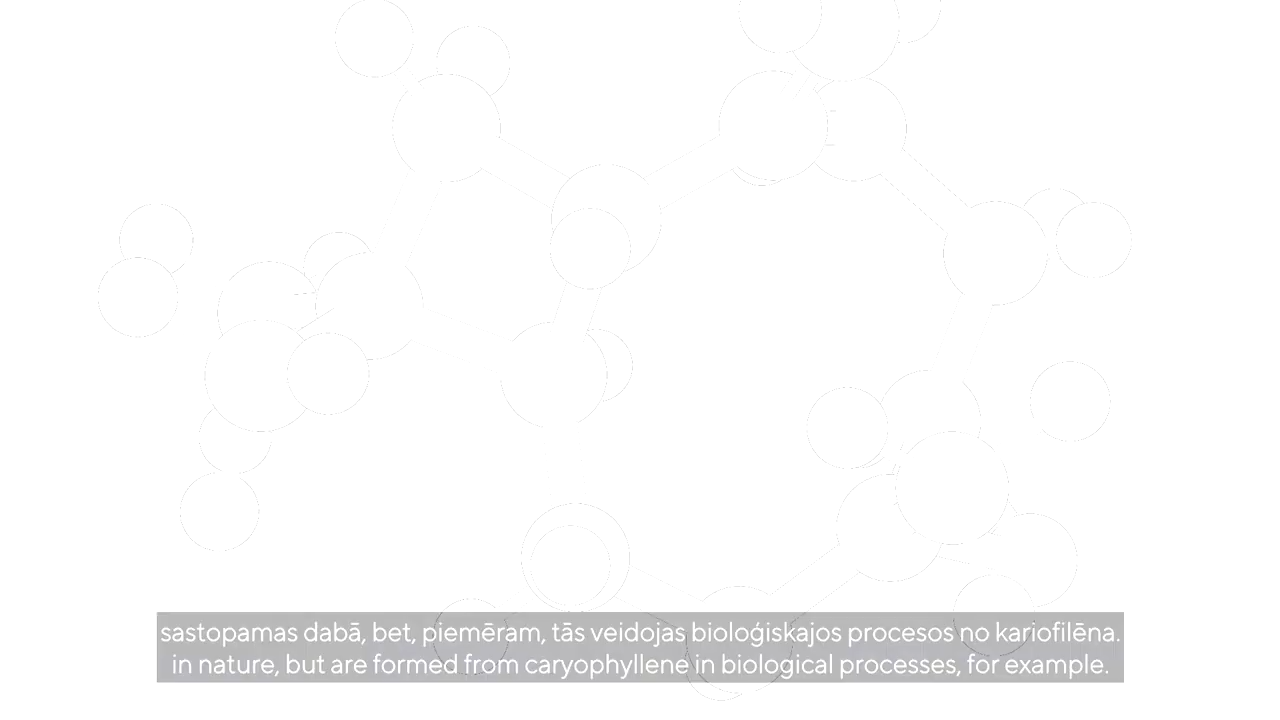 sastopamas dabā, bet, piemēram, tās veidojas bioloģiskajos procesos no kariofilēna.
in nature, but are formed from caryophyllene in biological processes, for example.